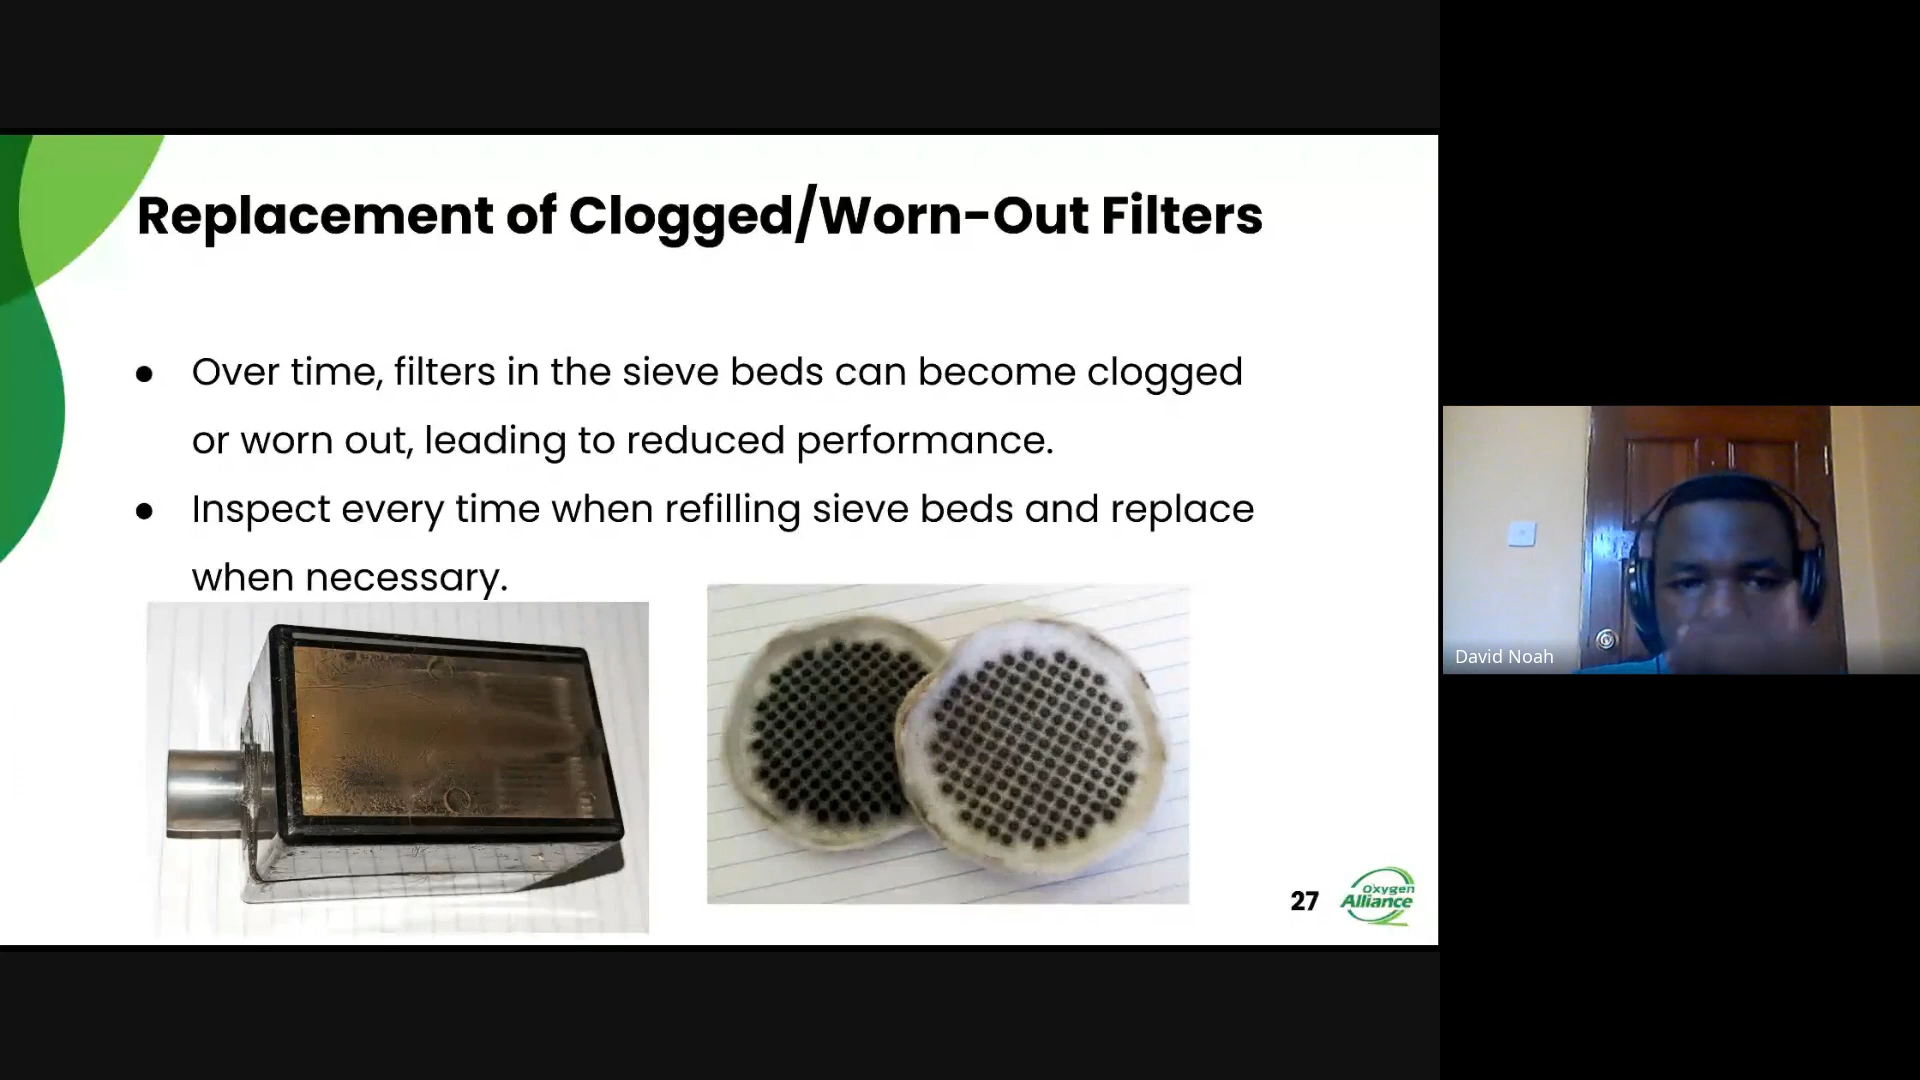 Replacement of Clogged/Worn-Out Filters
● Over time, filters in the sieve beds can become clogged
or worn out, leading to reduced performance.
● Inspect every time when refilling sieve beds and replace
when necessary.
27
Oxygen
Alliance
David Noah